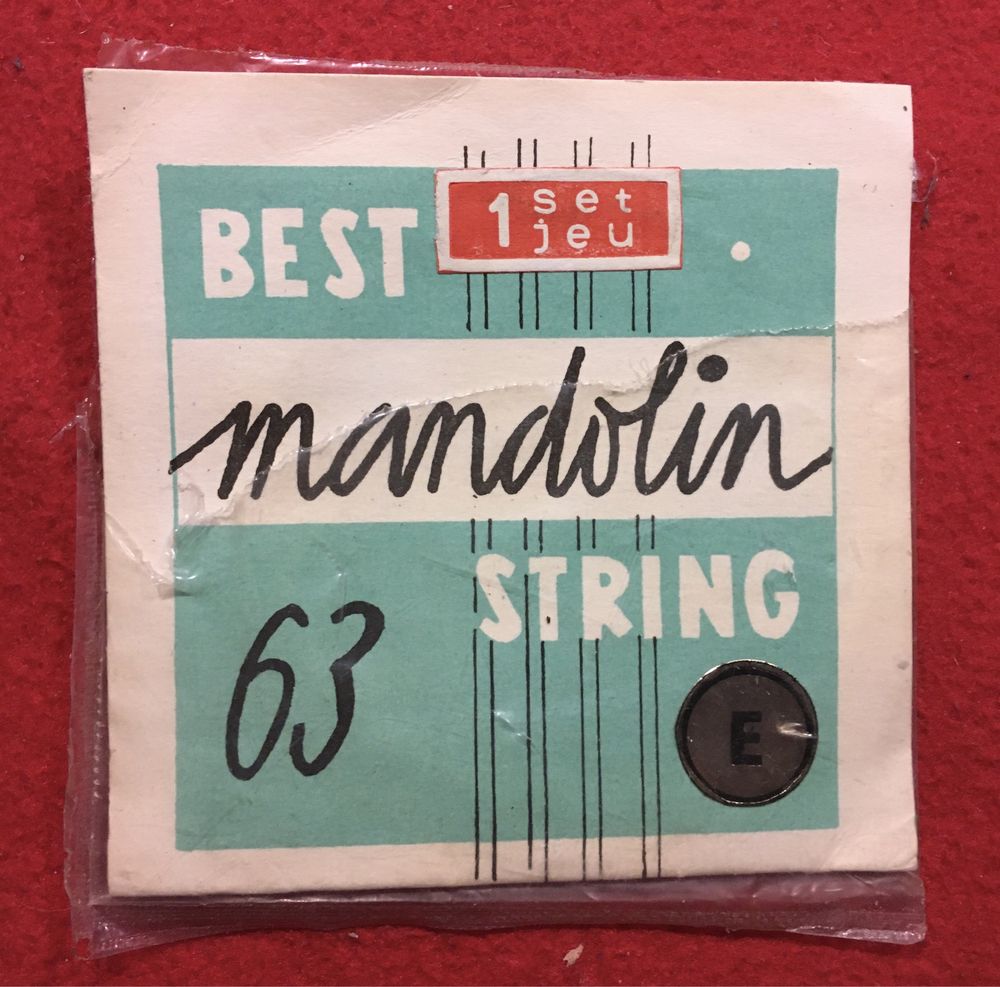 BEST
1 set
jeu
mandolin
STRING
63
E